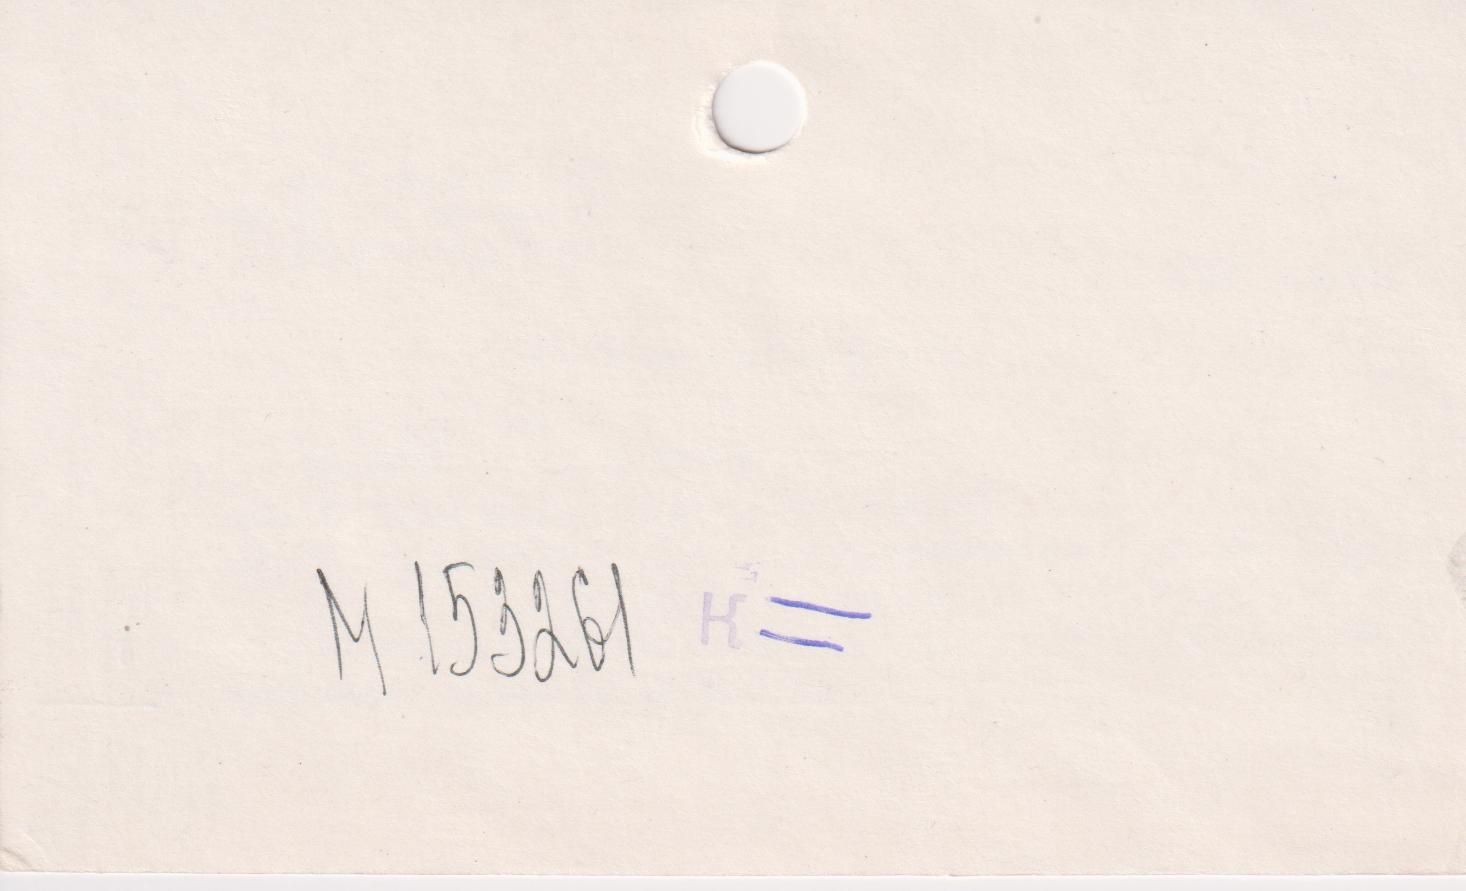 М 153261 К =